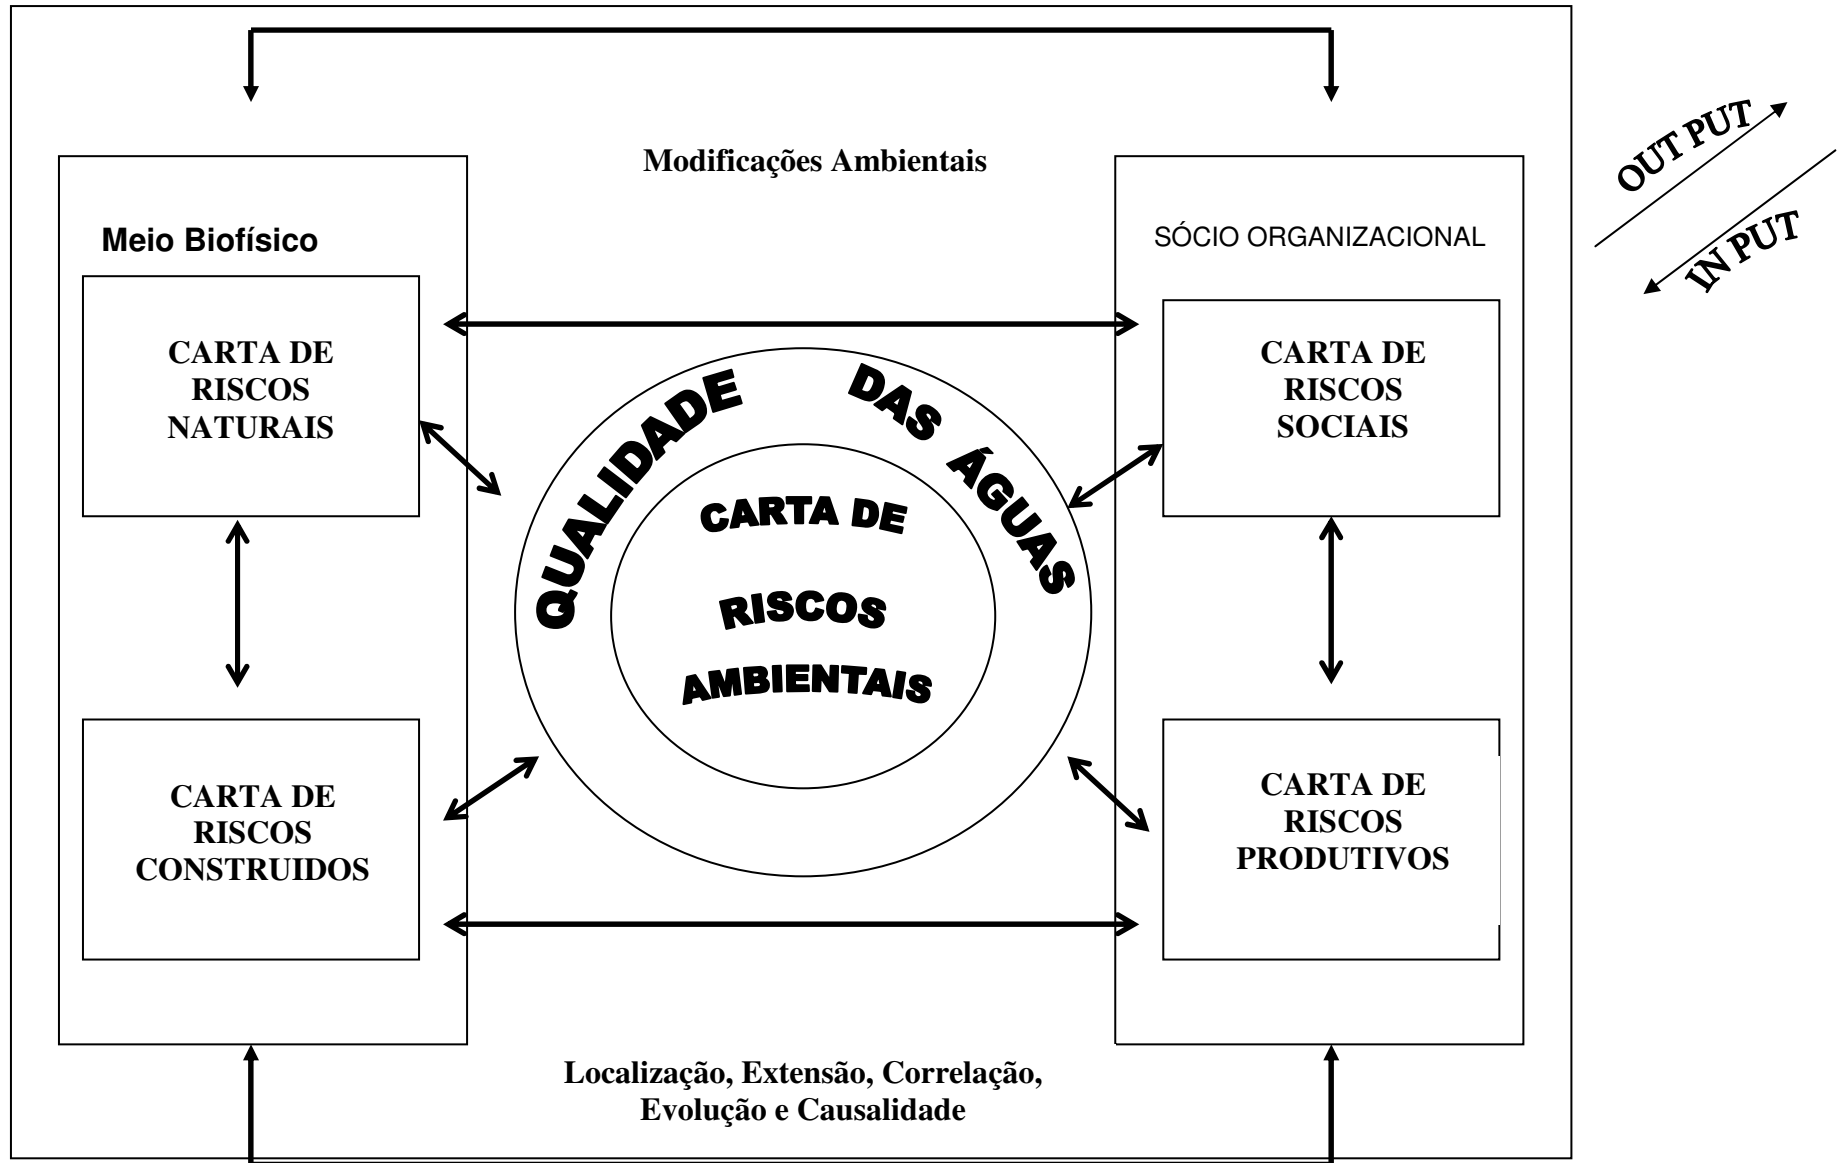 Modificações Ambientais
OUT PUT
IN PUT
Meio Biofísico
SÓCIO ORGANIZACIONAL
CARTA DE
RISCOS
NATURAIS
CARTA DE
RISCOS
SOCIAIS
QUALIDADE DAS ÁGUAS
CARTA DE
RISCOS
AMBIENTAIS
CARTA DE
RISCOS
CONSTRUIDOS
CARTA DE
RISCOS
PRODUTIVOS
Localização, Extensão, Correlação,
Evolução e Causalidade